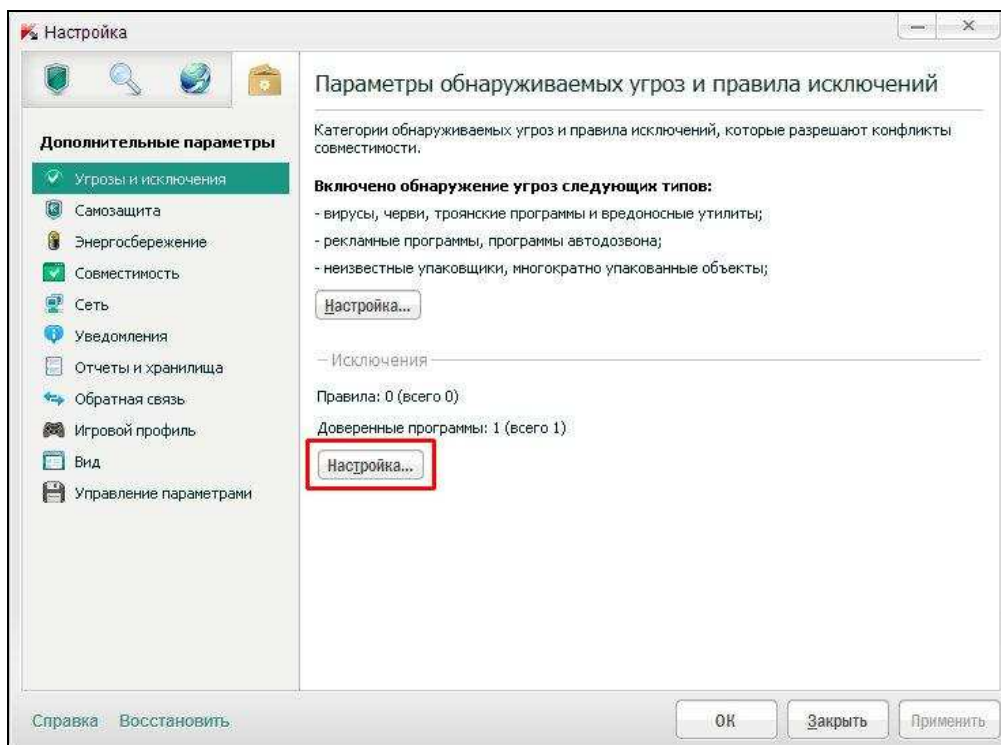 Настройка
Параметры обнаруживаемых угроз и правила исключений
Дополнительные параметры
Угрозы и исключения
Самозащита
Энергосбережение
Совместимость
Сеть
Уведомления
Отчеты и хранилища
Обратная связь
Игровой профиль
Вид
Управление параметрами
Категории обнаруживаемых угроз и правила исключений, которые разрешают конфликты
совместимости.
Включено обнаружение угроз следующих типов:
- вирусы, черви, троянские программы и вредоносные утилиты;
- рекламные программы, программы автодозвона;
- неизвестные упаковщики, многократно упакованные объекты;
Настройка...
Исключения
Правила: 0 (всего 0)
Доверенные программы: 1 (всего 1)
Настройка...
Справка Восстановить
ОК Закрыть Применить